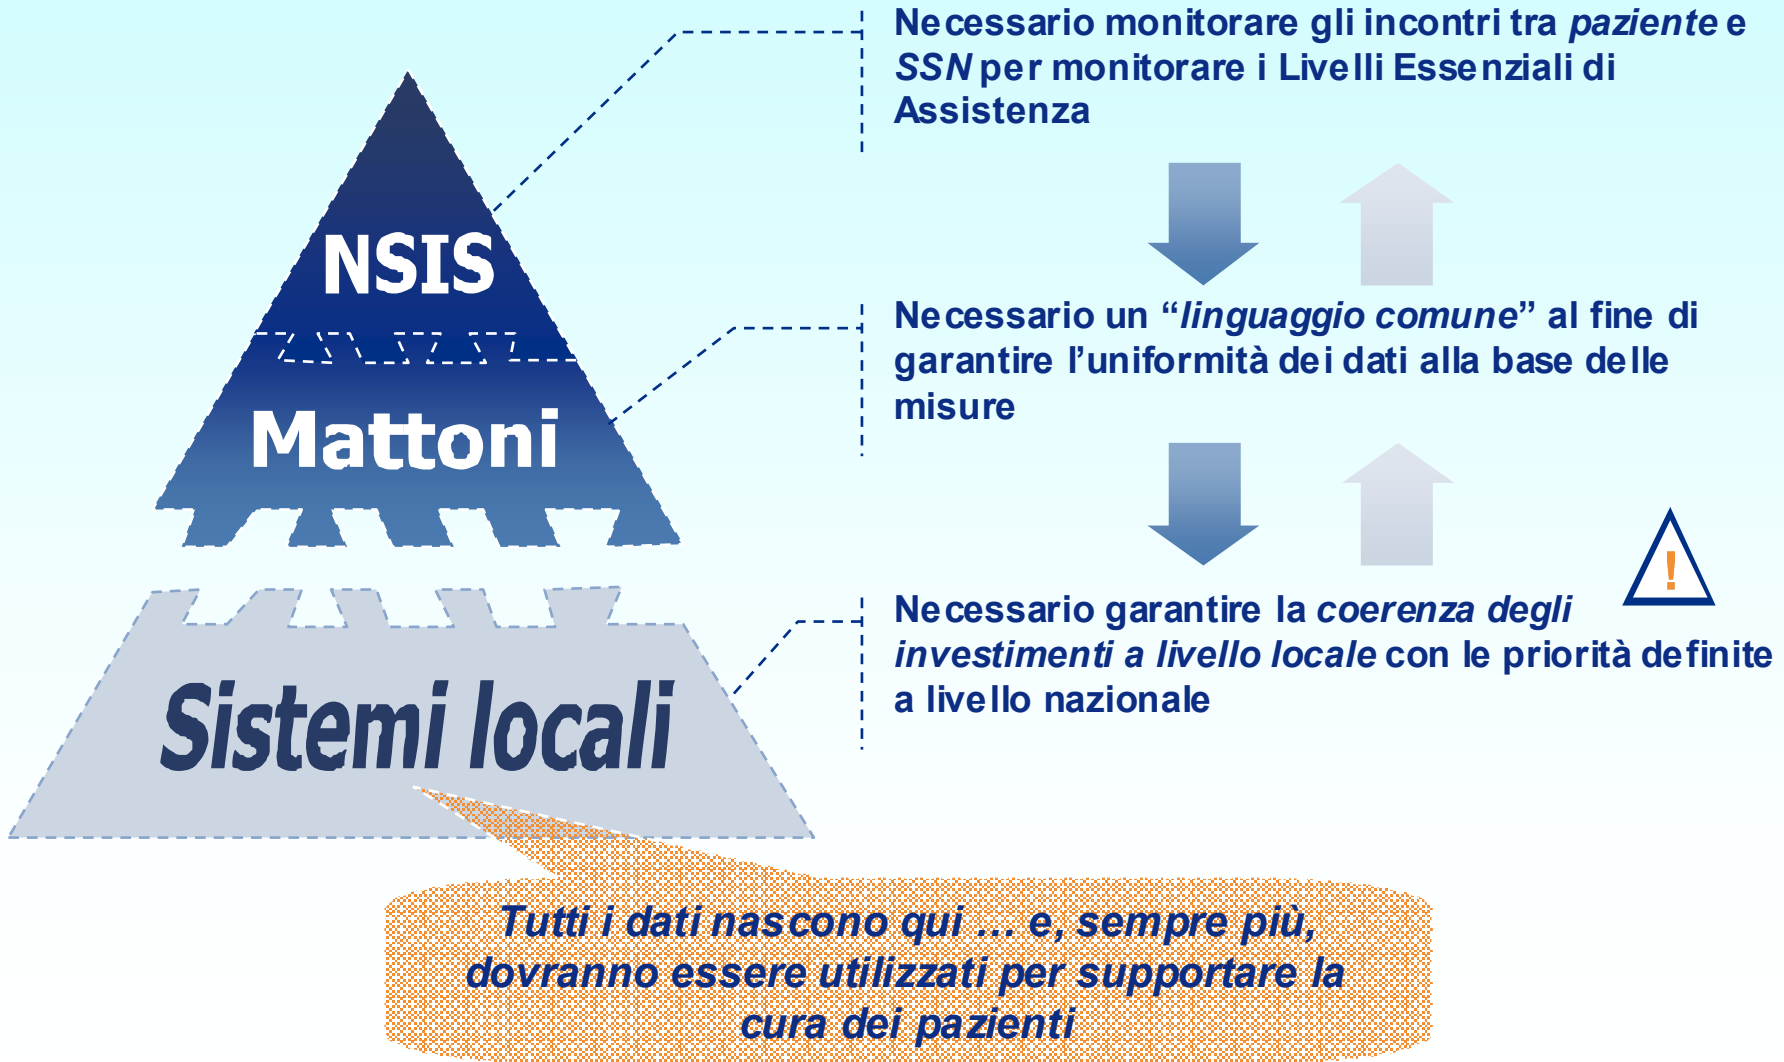 Necessario monitorare gli incontri tra paziente e
SSN per monitorare i Livelli Essenziali di
Assistenza
NSIS
Necessario un “linguaggio comune” al fine di
garantire l’uniformità dei dati alla base delle
misure
Mattoni
!
Necessario garantire la coerenza degli
investimenti a livello locale con le priorità definite
a livello nazionale
Sistemi locali
Tutti i dati nascono qui … e, sempre più,
dovranno essere utilizzati per supportare la
cura dei pazienti